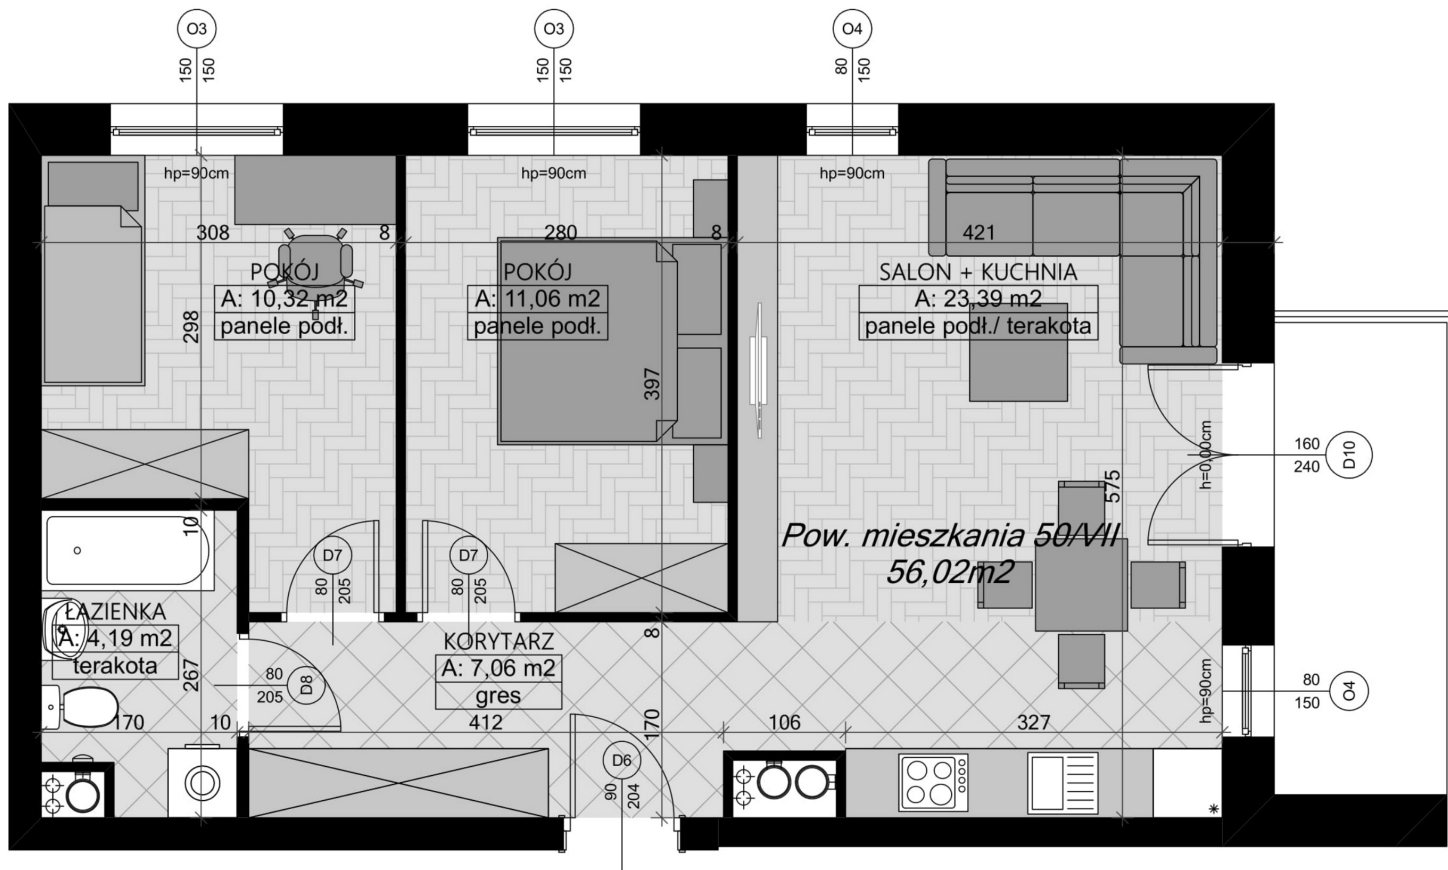 O3
O3
O4
150
150
150
150
80
150
hp=90cm
hp=90cm
hp=90cm
308
8
280
8
421
POKÓJ
A: 10,32 m2
panele podł.
POKÓJ
A: 11,06 m2
panele podł.
SALON + KUCHNIA
A: 23,39 m2
panele podł./ terakota
298
397
575
h=0,00cm
160
240
D10
Pow. mieszkania 50/VII
56,02m2
10
D7
80
205
D7
80
205
ŁAZIENKA
A: 4,19 m2
terakota
267
KORYTARZ
A: 7,06 m2
gres
8
80
205
D8
hp=90cm
80
150
O4
170
10
412
170
106
327
D6
90
204
*